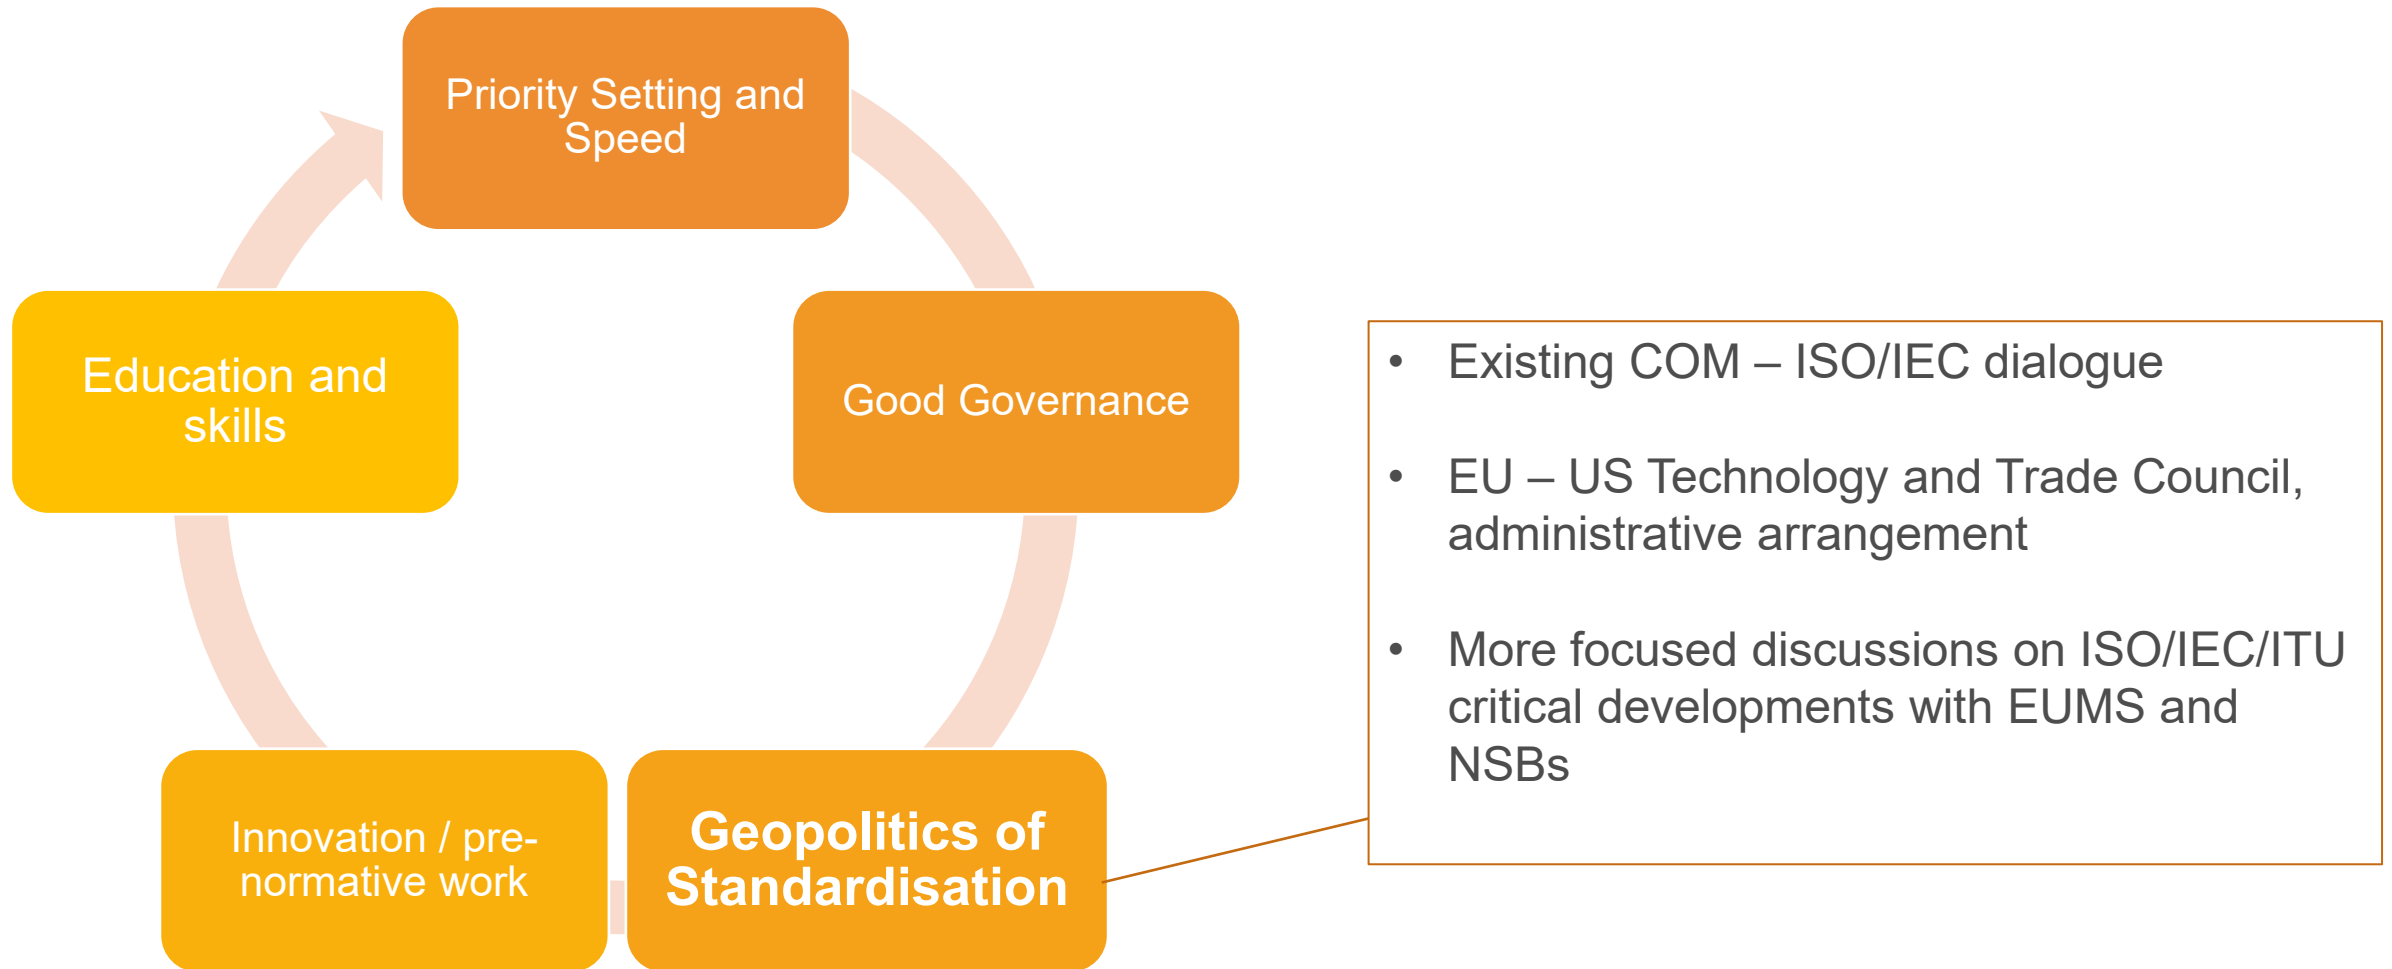 Priority Setting and
Speed
Good Governance
Education and
skills
Innovation / pre-
normative work
Geopolitics of
Standardisation
• Existing COM – ISO/IEC dialogue
• EU – US Technology and Trade Council,
administrative arrangement
• More focused discussions on ISO/IEC/ITU
critical developments with EUMS and
NSBs